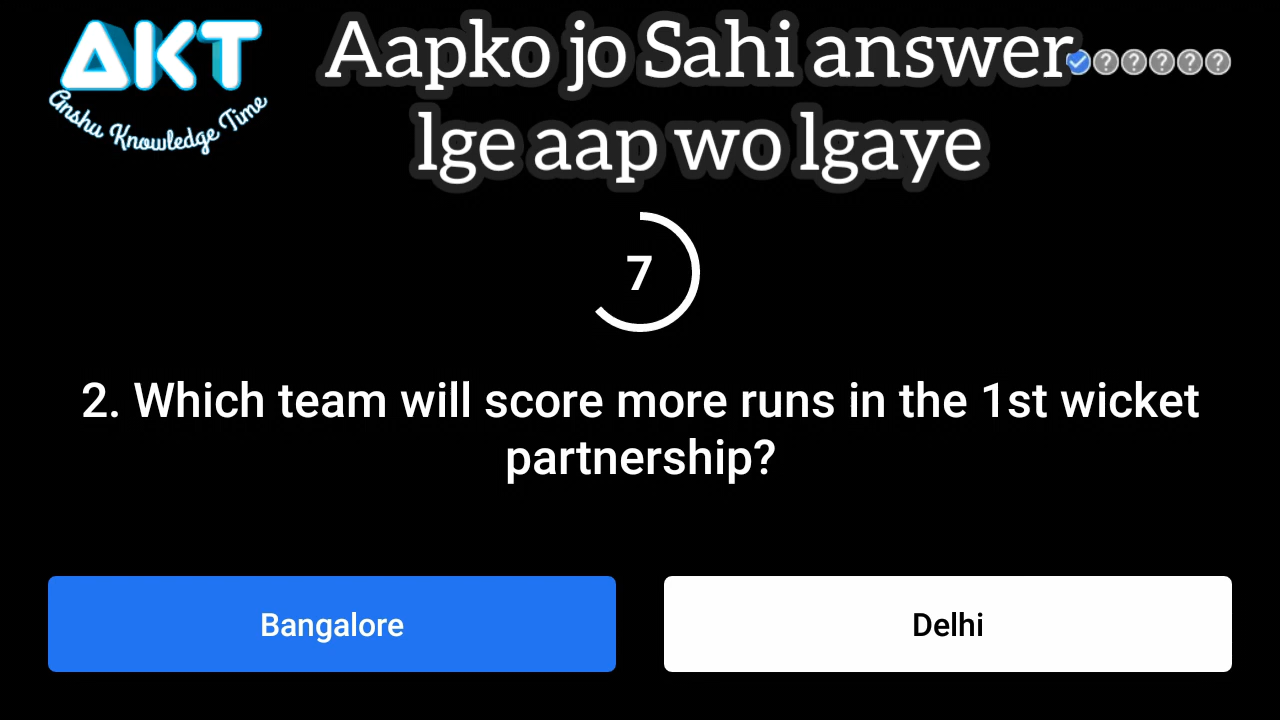 AKT
Anshu Knowledge Time
Aapko jo Sahi answer
lge aap wo lgaye
? ? ? ? ?
7
2. Which team will score more runs in the 1st wicket
partnership?
Bangalore
Delhi